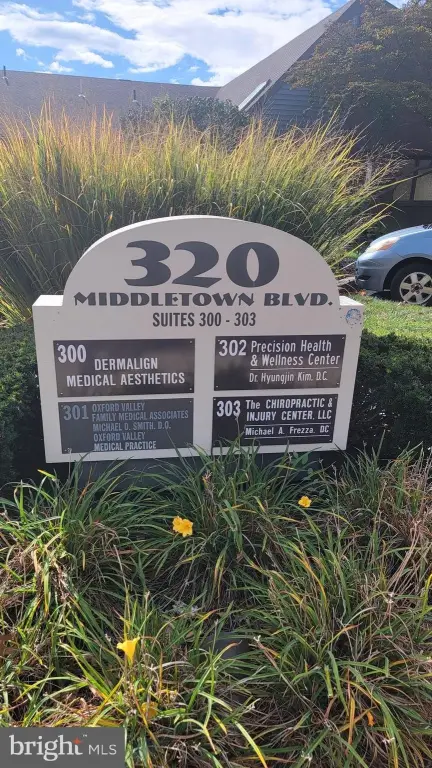 320
MIDDLETOWN BLVD.
SUITES 300 - 303
300 DERMALIGN
MEDICAL AESTHETICS
301 OXFORD VALLEY
FAMILY MEDICAL ASSOCIATES
MICHAEL D. SMITH, D.O.
OXFORD VALLEY
MEDICAL PRACTICE
302 Precision Health
& Wellness Center
Dr. Hyungjin Kim, D.C.
303 The CHIROPRACTIC &
INJURY CENTER, LLC
Michael A. Frezza, DC
bright MLS